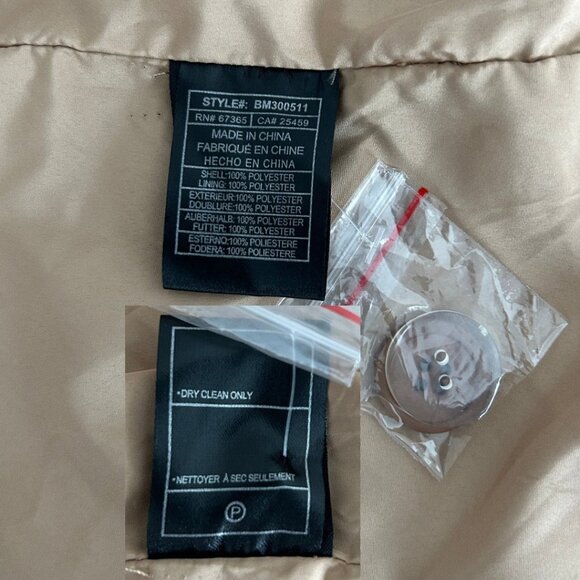 STYLE#: BM300511
RN# 67365 CA# 25459
MADE IN CHINA
FABRIQUÉ EN CHINE
HECHO EN CHINA
SHELL:100% POLYESTER
LINING: 100% POLYESTER
EXTERIEUR:100% POLYESTER
DOUBLURE: 100% POLYESTER
AUBERHALB: 100% POLYESTER
FUTTER: 100% POLYESTER
ESTERNO:100% POLIESTERE
FODERA: 100% POLIESTERE
*DRY CLEAN ONLY
*NETTOYER À SEC SEULEMENT
P